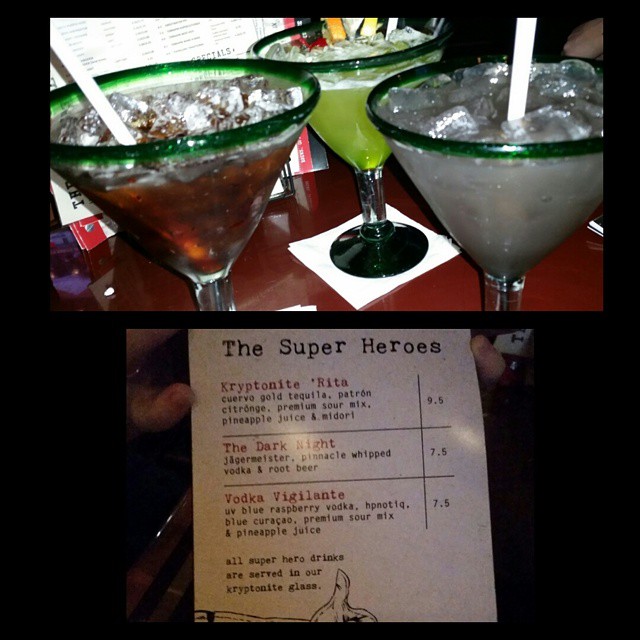 SPECIALS.
The Super Heroes
Kryptonite 'Rita
cuervo gold tequila, patrón
citrónge, premium sour mix,
pineapple juice & midori
9.5
The Dark Night
jägermeister, pinnacle whipped
vodka & root beer
7.5
Vodka Vigilante
uv blue raspberry vodka, hpnotiq,
blue curaçao, premium sour mix
& pineapple juice
7.5
all super hero drinks
are served in our
kryptonite glass.